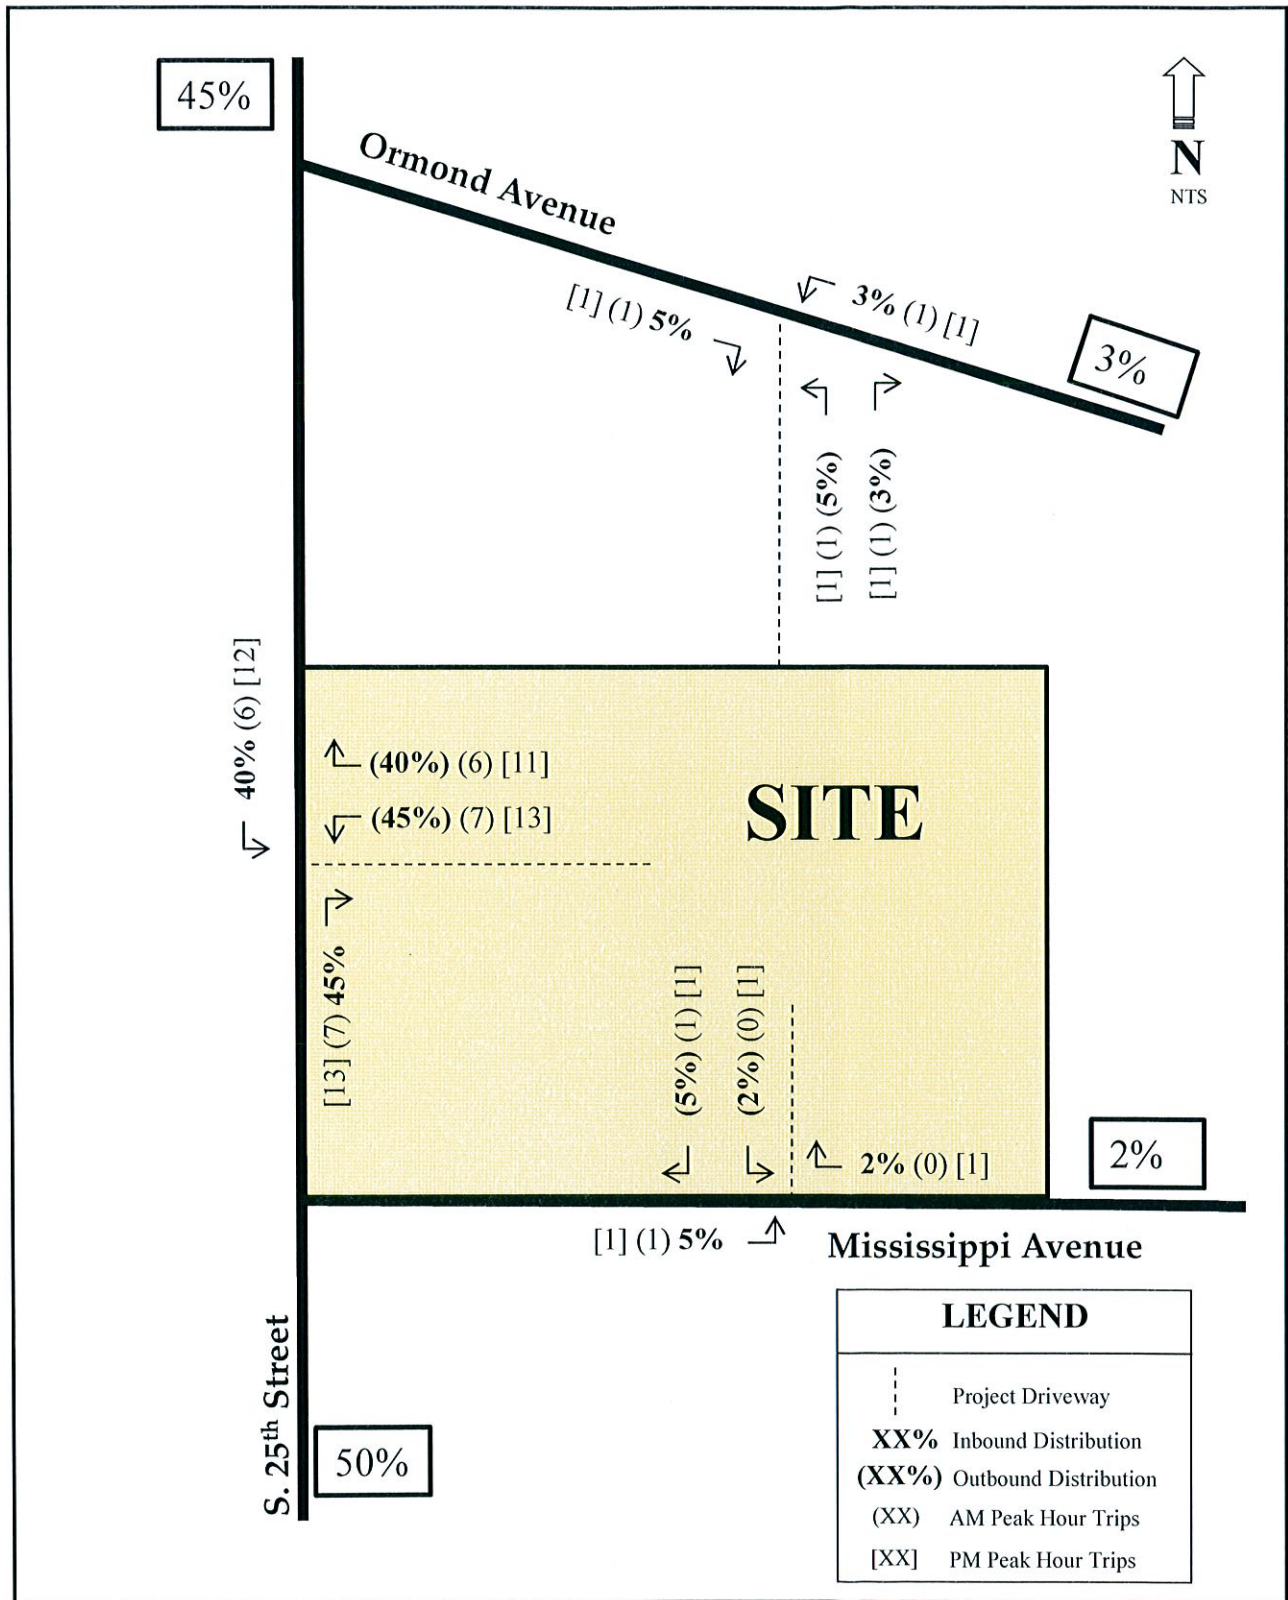 45%
N
NTS
Ormond Avenue
[1] (1) 5%
3% (1) [1]
3%
[1] (1) (5%)
[1] (1) (3%)
40% (6) [12]
(40%) (6) [11]
(45%) (7) [13]
SITE
[13] (7) 45%
(5%) (1) [1]
(2%) (0) [1]
2% (0) [1]
2%
[1] (1) 5%
Mississippi Avenue
S. 25th Street
50%
LEGEND
Project Driveway
XX% Inbound Distribution
(XX%) Outbound Distribution
(XX) AM Peak Hour Trips
[XX] PM Peak Hour Trips